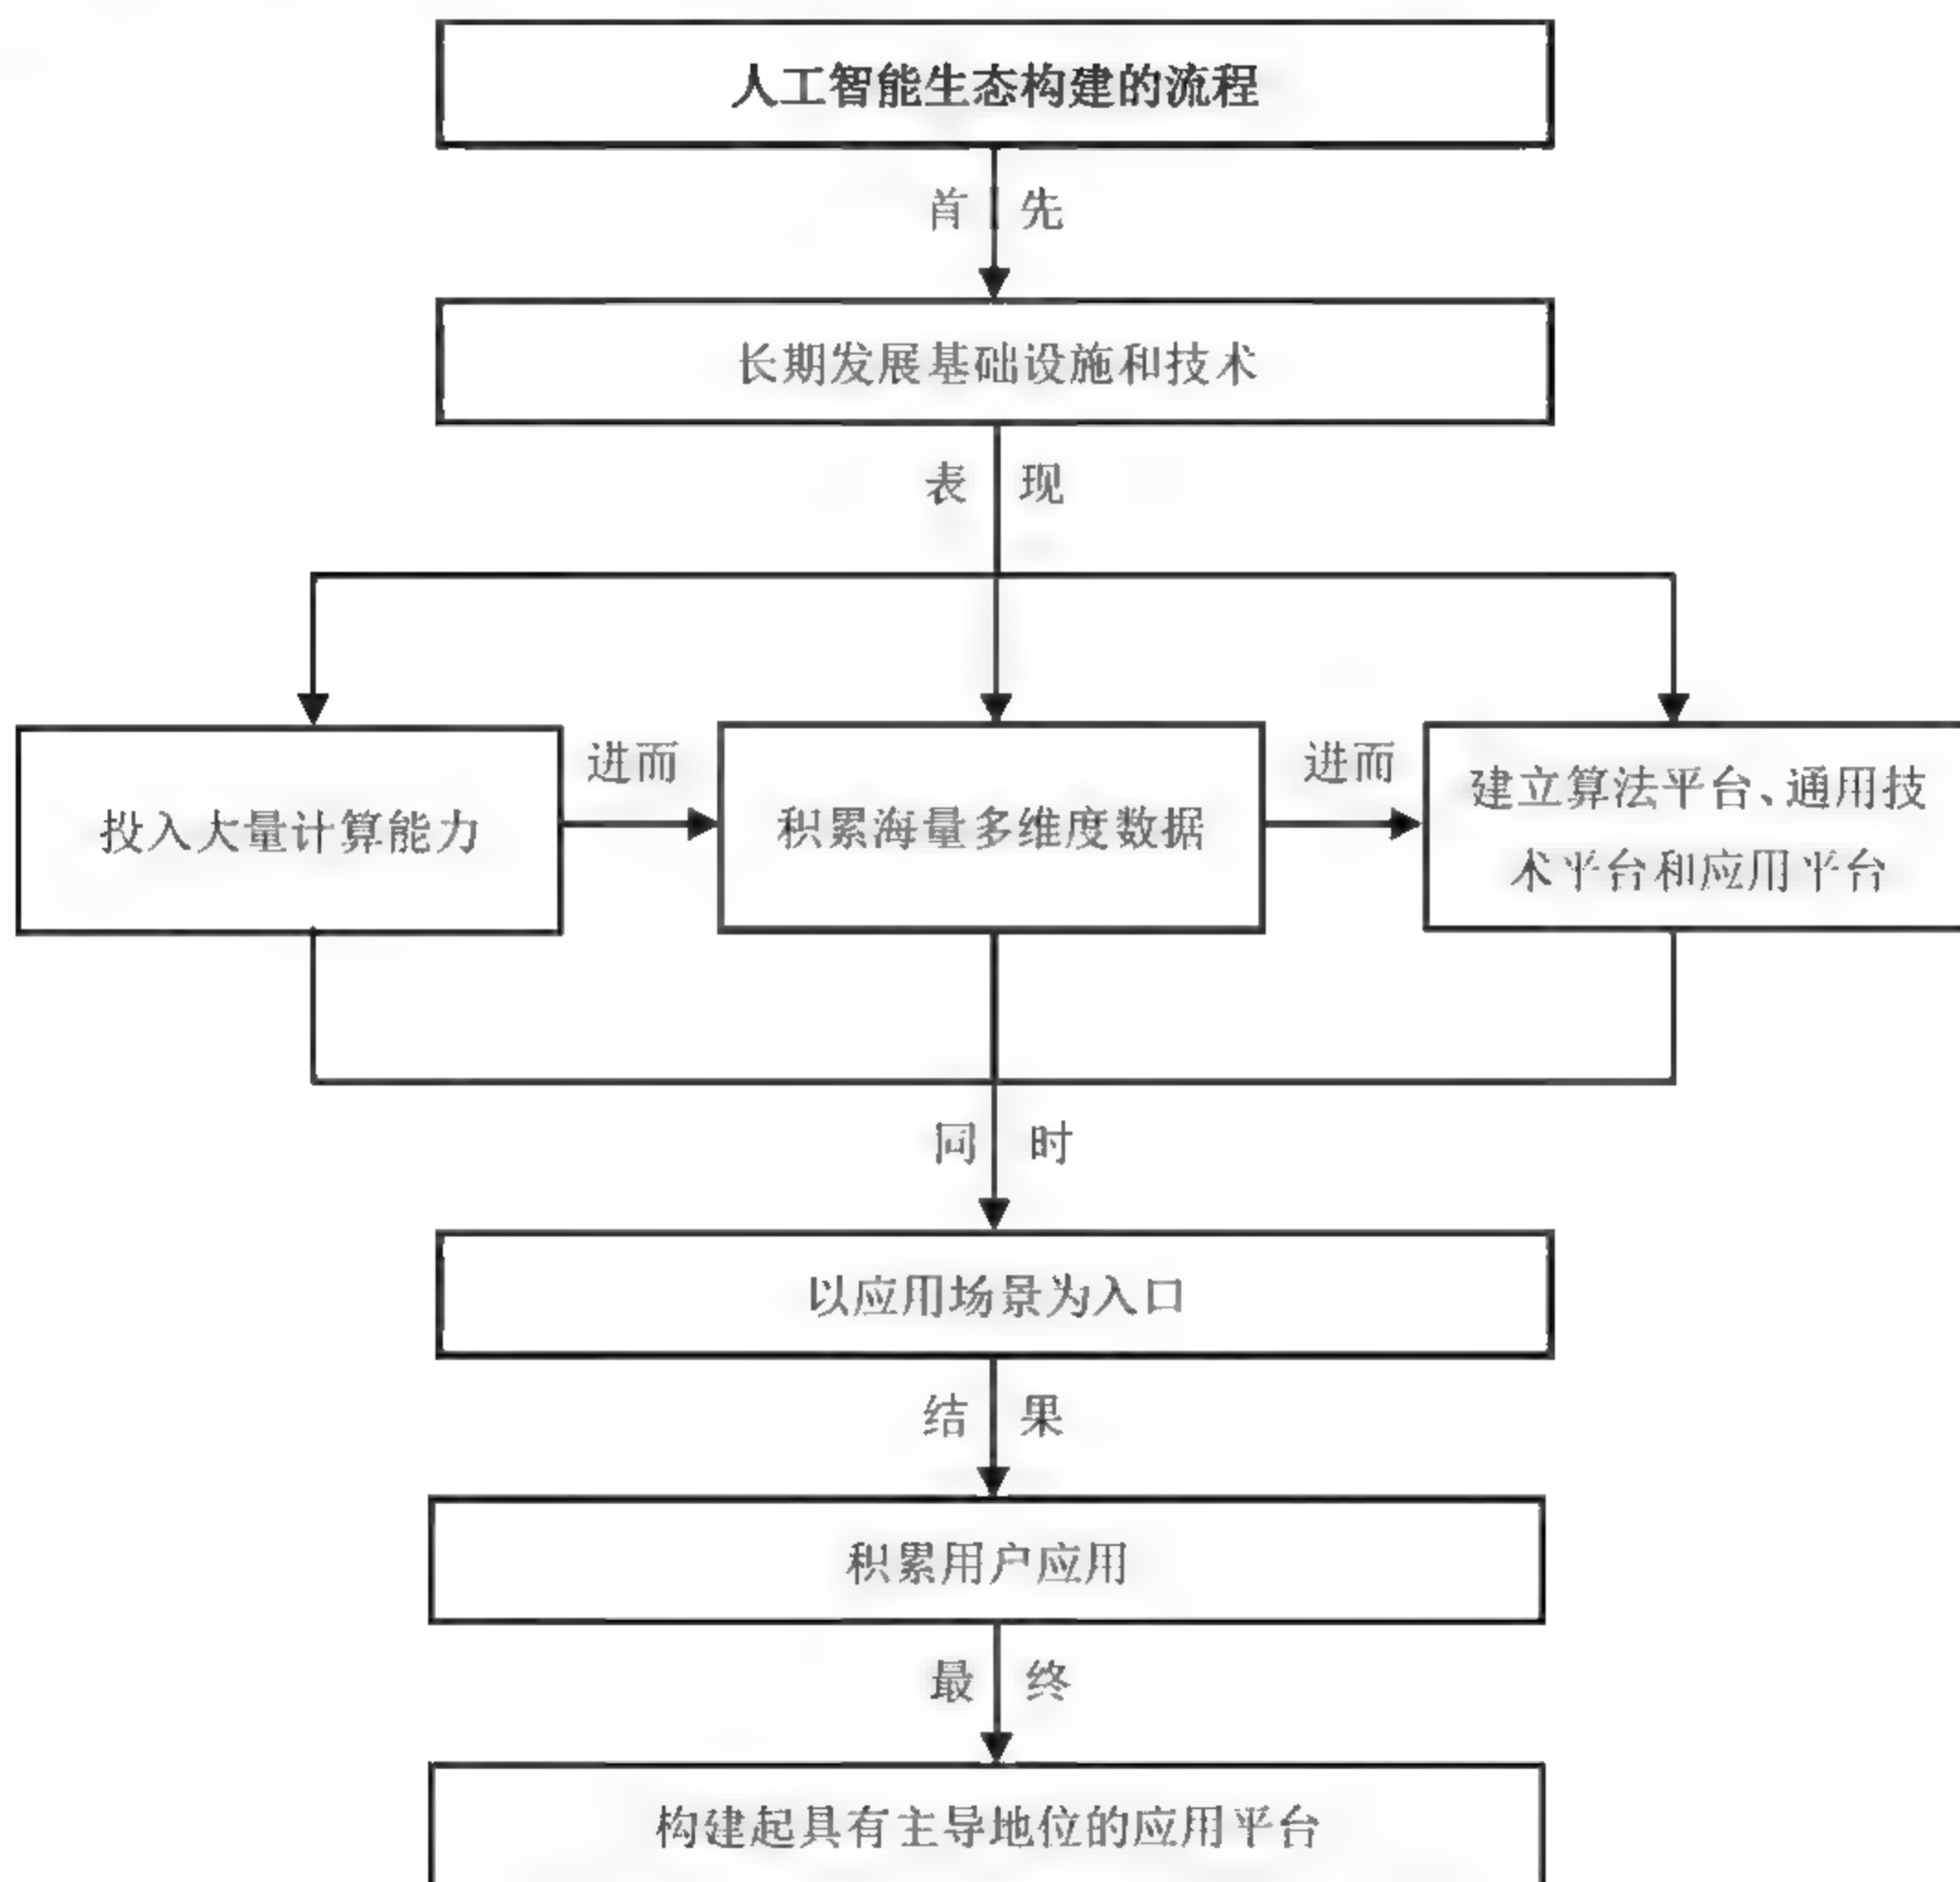 人工智能生态构建的流程
首先
长期发展基础设施和技术
表现
投入大量计算能力
进而
积累海量多维度数据
进而
建立算法平台、通用技
术平台和应用平台
同时
以应用场景为入口
结果
积累用户应用
最终
构建起具有主导地位的应用平台